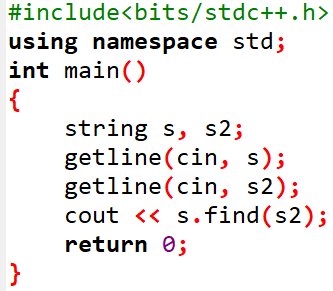 #include<bits/stdc++.h>
using namespace std;
int main()
{
    string s, s2;
    getline(cin, s);
    getline(cin, s2);
    cout << s.find(s2);
    return 0;
}